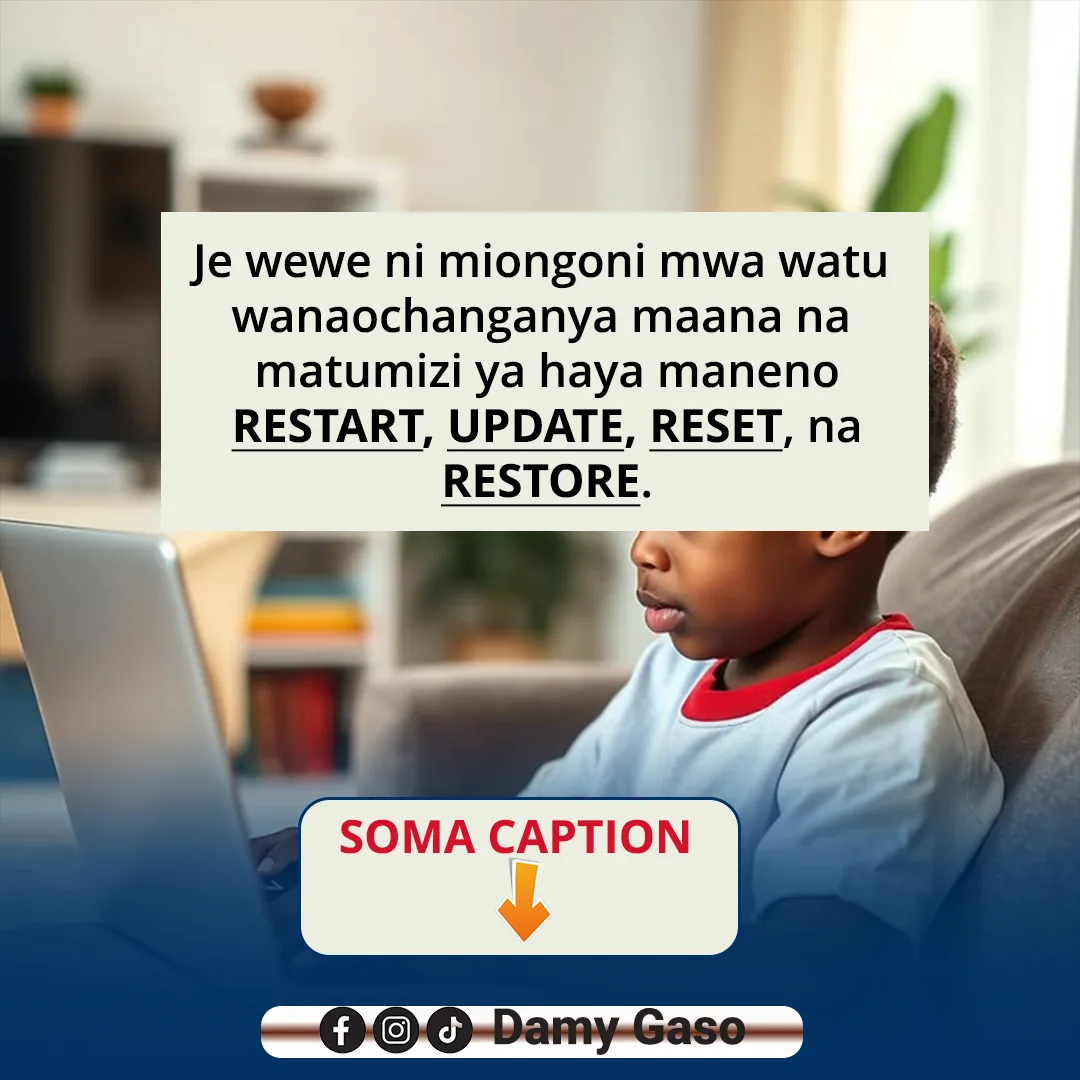 Je wewe ni miongoni mwa watu
wanaochanganya maana na
matumizi ya haya maneno
RESTART, UPDATE, RESET, na
RESTORE.
SOMA CAPTION
Damy Gaso